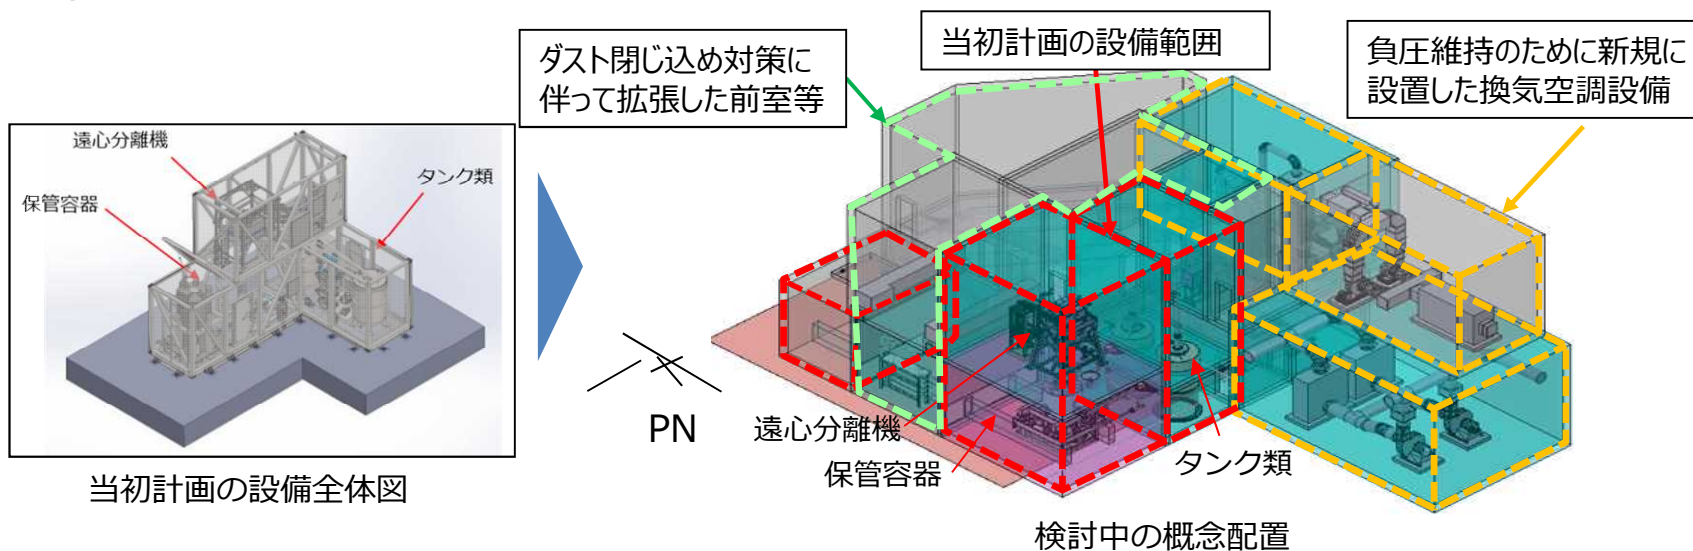 ダスト閉じ込め対策に
伴って拡張した前室等
当初計画の設備範囲
負圧維持のために新規に
設置した換気空調設備
遠心分離機
タンク類
保管容器
当初計画の設備全体図
PN
遠心分離機
保管容器
タンク類
検討中の概念配置